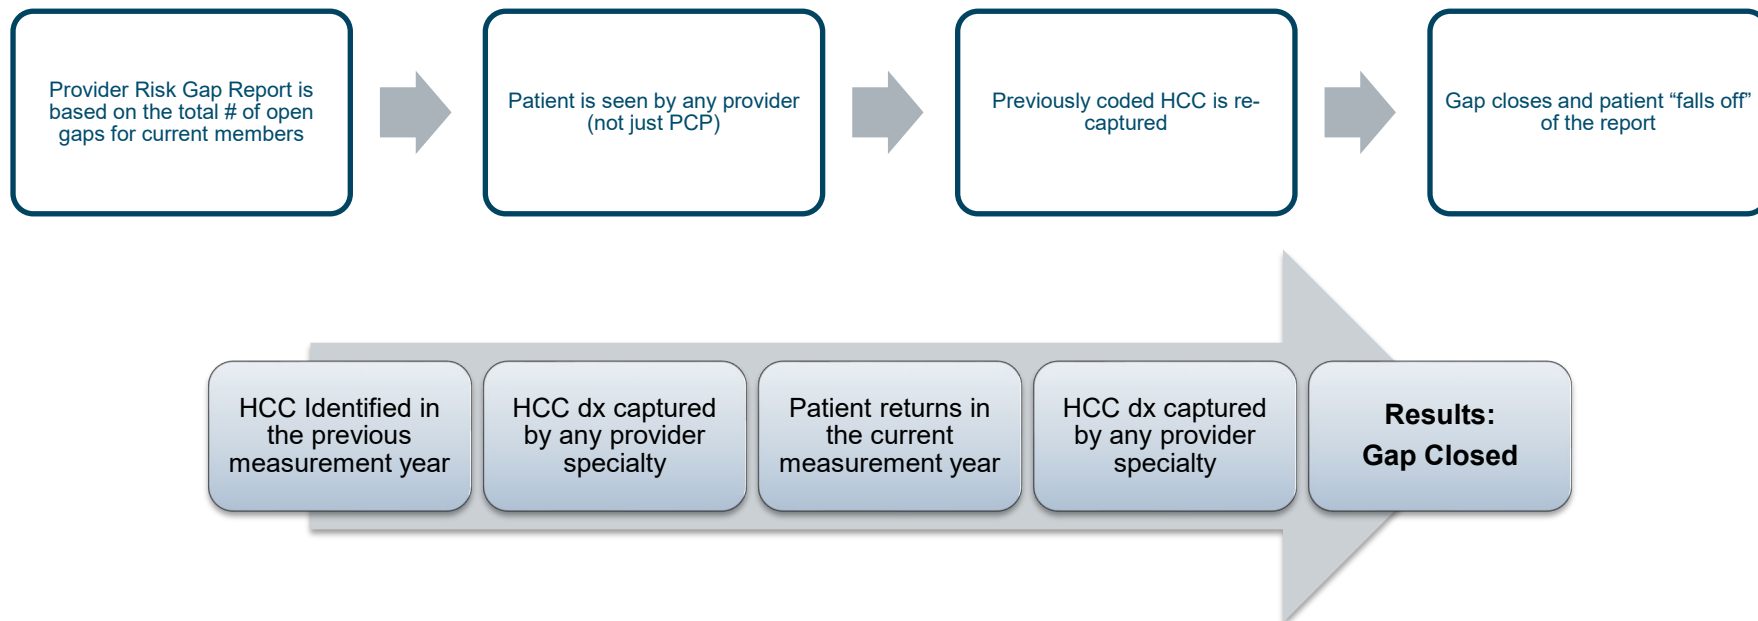 Provider Risk Gap Report is
based on the total # of open
gaps for current members
Patient is seen by any provider
(not just PCP)
Previously coded HCC is re-
captured
Gap closes and patient “falls off”
of the report
HCC Identified in
the previous
measurement year
HCC dx captured
by any provider
specialty
Patient returns in
the current
measurement year
HCC dx captured
by any provider
specialty
Results:
Gap Closed